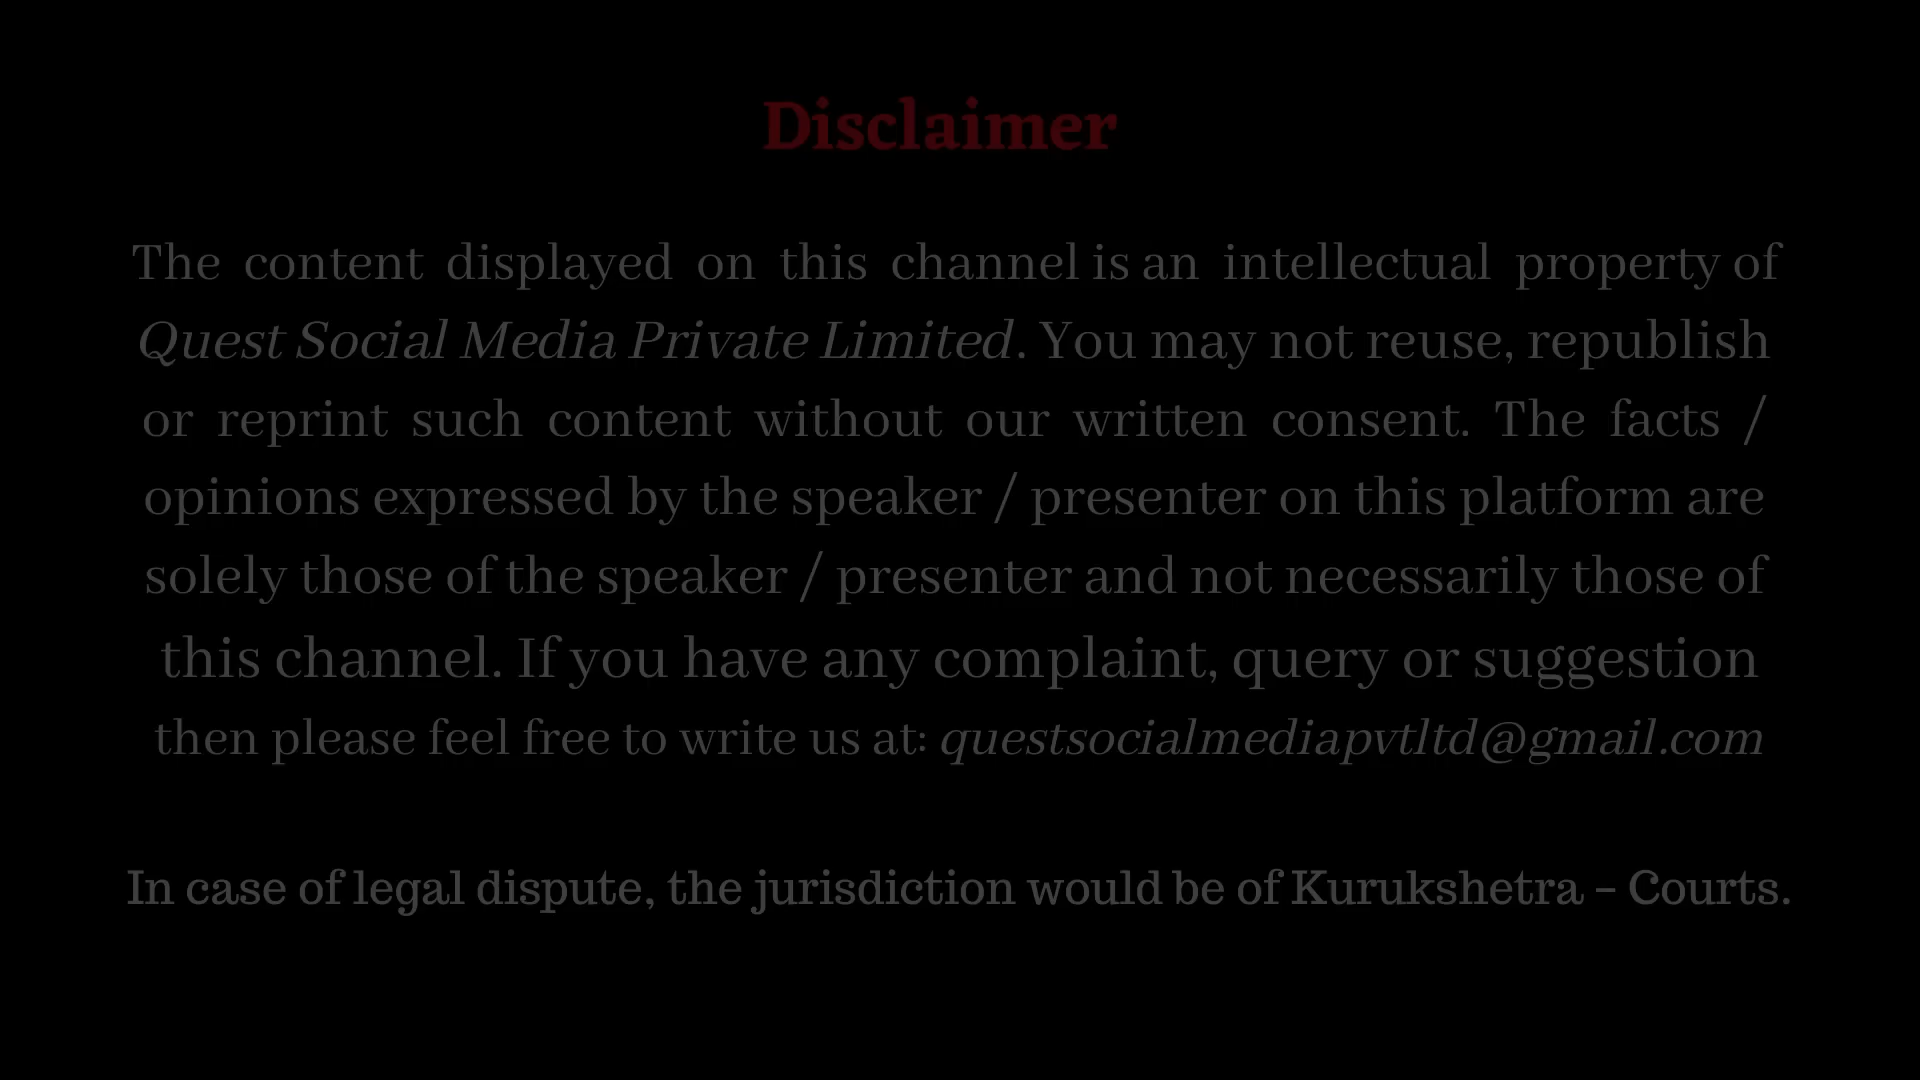 Disclaimer
The content displayed on this channel is an intellectual property of
Quest Social Media Private Limited. You may not reuse, republish
or reprint such content without our written consent. The facts /
opinions expressed by the speaker / presenter on this platform are
solely those of the speaker / presenter and not necessarily those of
this channel. If you have any complaint, query or suggestion
then please feel free to write us at: questsocialmediapvtltd@gmail.com
In case of legal dispute, the jurisdiction would be of Kurukshetra – Courts.